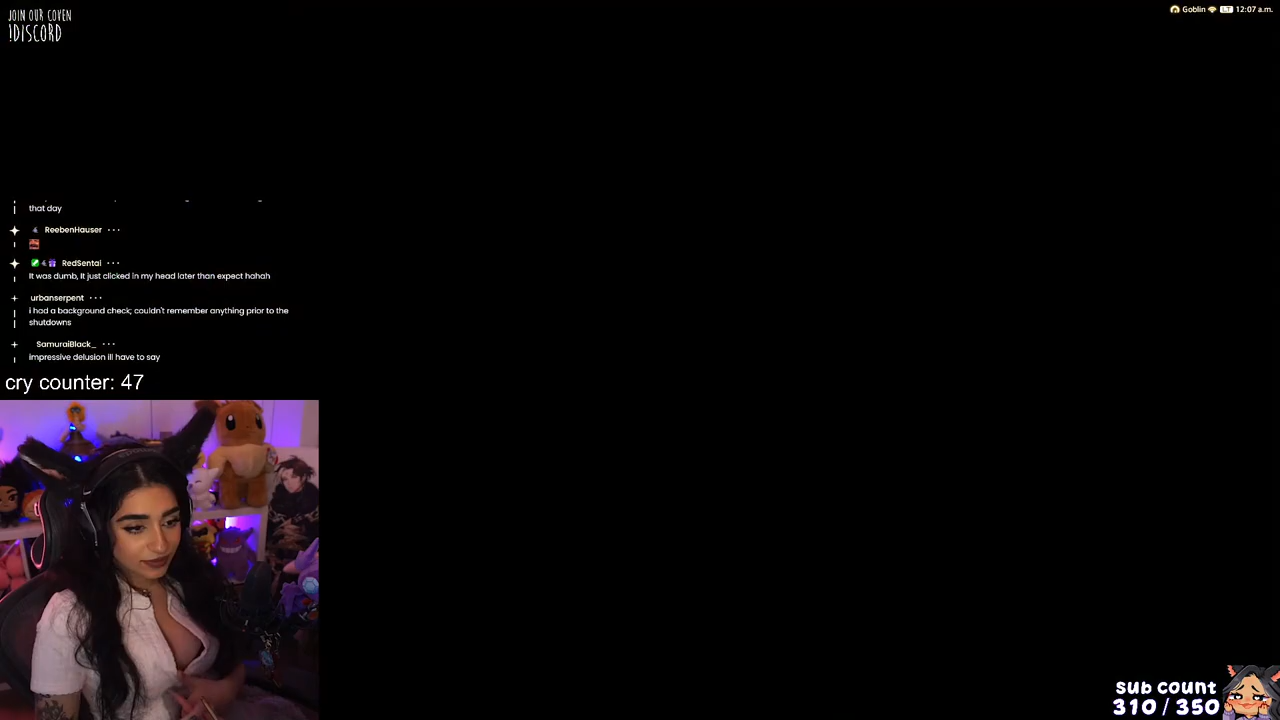 JOIN OUR COVEN
!DISCORD
Goblin LT 12:07 a.m.
that day
ReebenHauser ···
RedSentai ···
It was dumb, It just clicked in my head later than expect hahah
urbanserpent ···
i had a background check; couldn't remember anything prior to the
shutdowns
SamuraiBlack_ ···
impressive delusion ill have to say
cry counter: 47
sub count
310 / 350